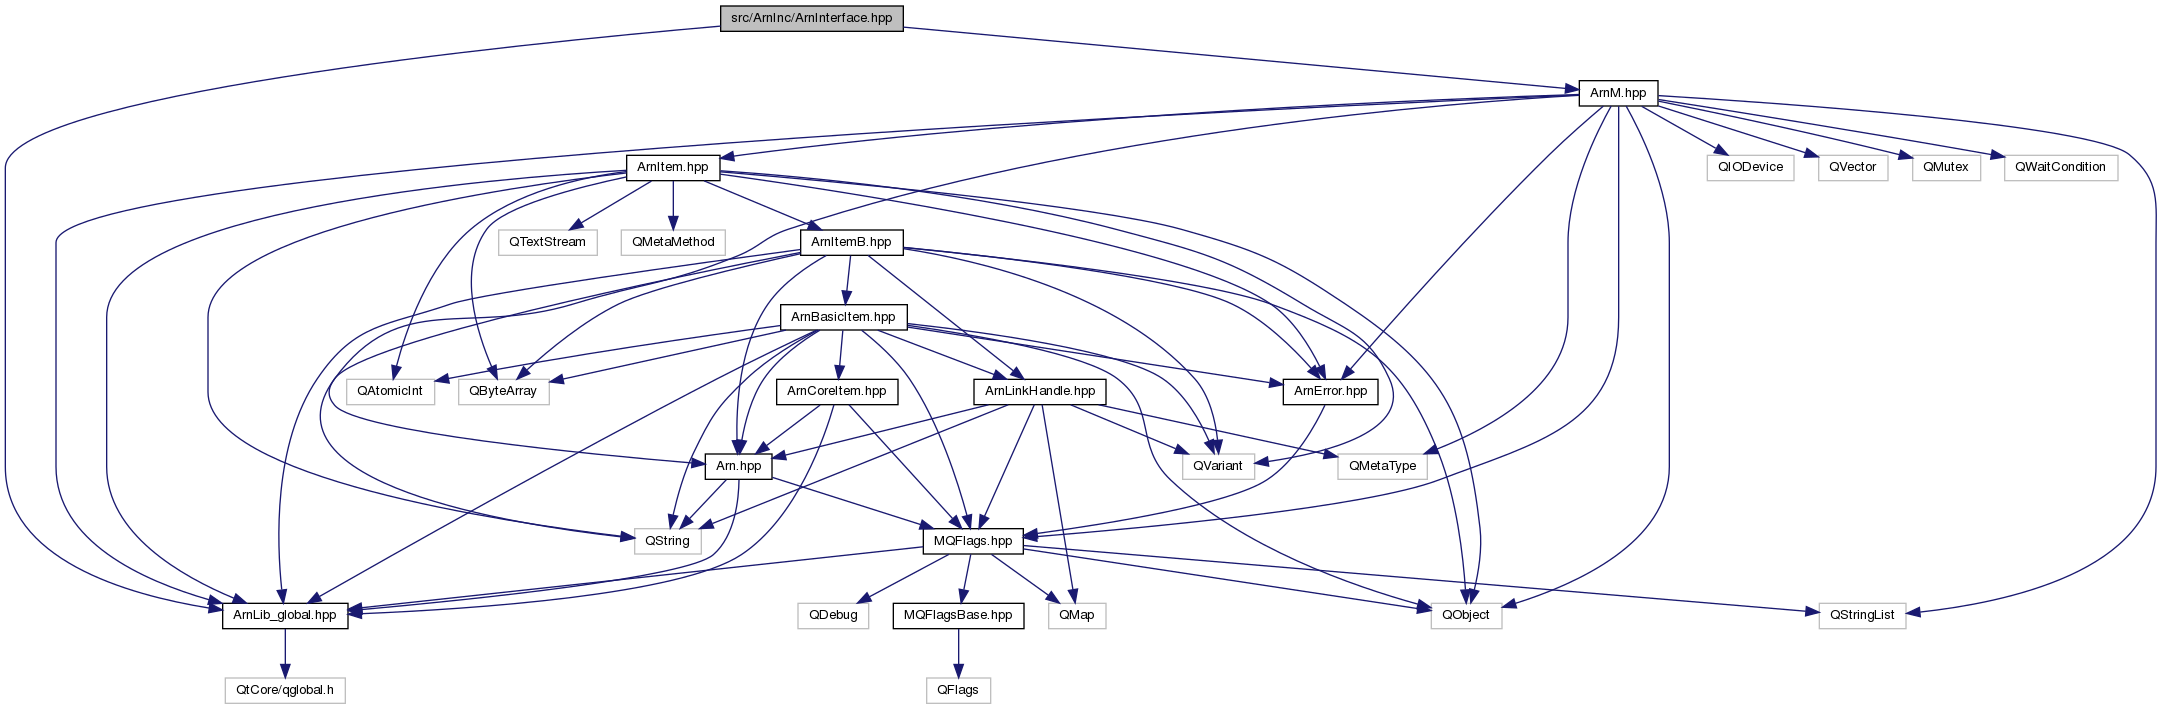 src/ArnInc/ArnInterface.hpp
ArnM.hpp
ArnItem.hpp
QIODevice
QVector
QMutex
QWaitCondition
QTextStream
QMetaMethod
ArnItemB.hpp
ArnBasicItem.hpp
QAtomicInt
QByteArray
ArnCoreItem.hpp
ArnLinkHandle.hpp
ArnError.hpp
Arn.hpp
QVariant
QMetaType
QString
MQFlags.hpp
ArnLib_global.hpp
QDebug
MQFlagsBase.hpp
QMap
QObject
QStringList
QtCore/qglobal.h
QFlags